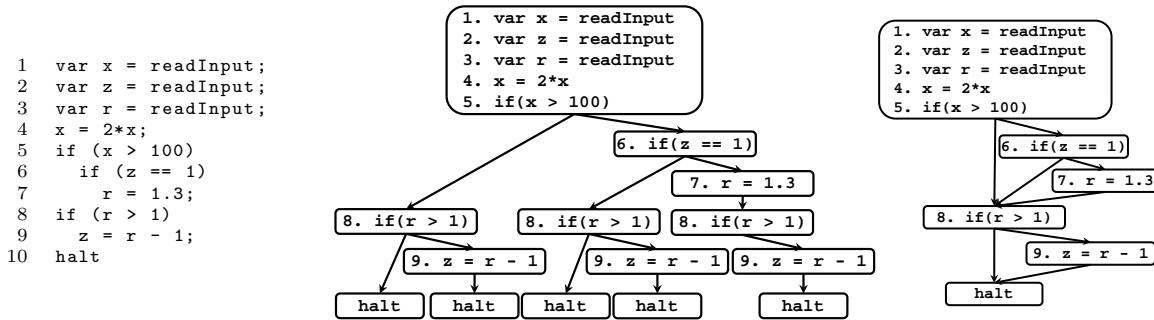 1 var x = readInput;
2 var z = readInput;
3 var r = readInput;
4 x = 2*x;
5 if (x > 100)
6 if (z == 1)
7 r = 1.3;
8 if (r > 1)
9 z = r - 1;
10 halt
1. var x = readInput
2. var z = readInput
3. var r = readInput
4. x = 2*x
5. if(x > 100)
6. if(z == 1)
7. r = 1.3
8. if(r > 1)
8. if(r > 1)
8. if(r > 1)
9. z = r - 1
9. z = r - 1
9. z = r - 1
halt
halt
halt
halt
halt
1. var x = readInput
2. var z = readInput
3. var r = readInput
4. x = 2*x
5. if(x > 100)
6. if(z == 1)
7. r = 1.3
8. if(r > 1)
9. z = r - 1
halt